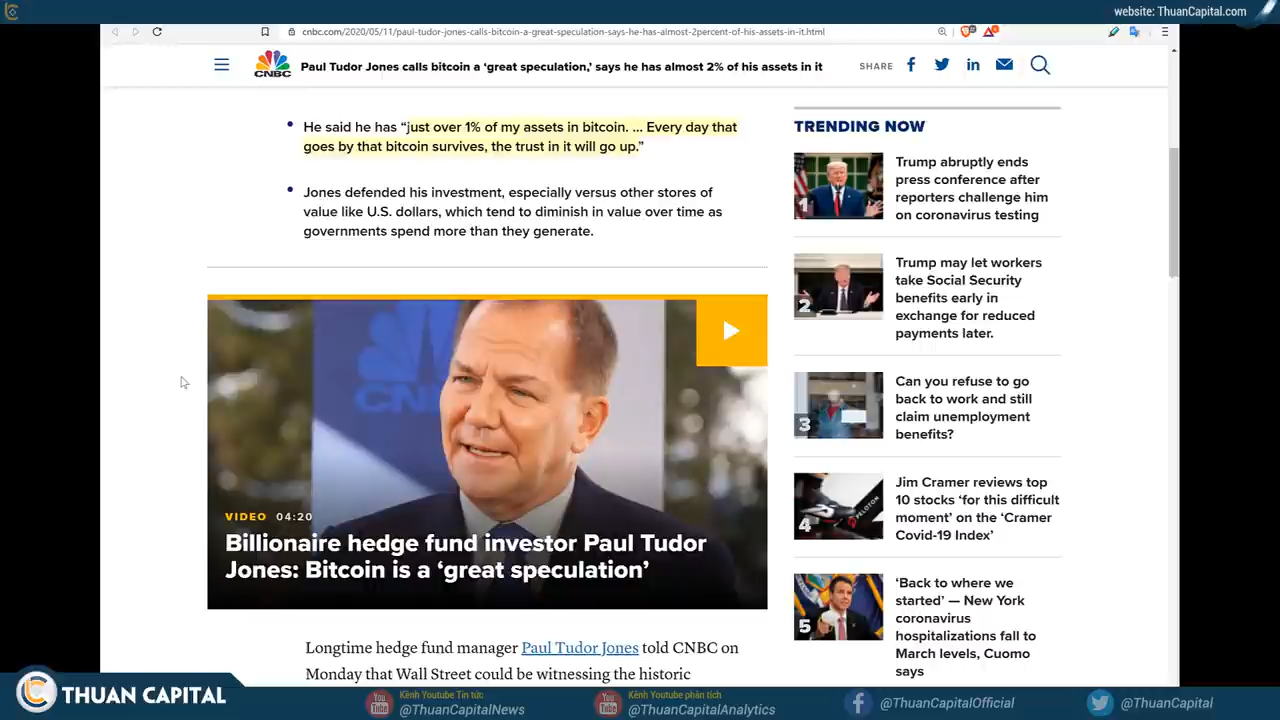 website: ThuanCapital.com
cnbc.com/2020/05/11/paul-tudor-jones-calls-bitcoin-a-great-speculation-says-he-has-almost-2percent-of-his-assets-in-it.html
CNBC
Paul Tudor Jones calls bitcoin a ‘great speculation,’ says he has almost 2% of his assets in it
SHARE
He said he has “just over 1% of my assets in bitcoin. ... Every day that
goes by that bitcoin survives, the trust in it will go up.”
Jones defended his investment, especially versus other stores of
value like U.S. dollars, which tend to diminish in value over time as
governments spend more than they generate.
CNBC
VIDEO 04:20
Billionaire hedge fund investor Paul Tudor
Jones: Bitcoin is a ‘great speculation’
Longtime hedge fund manager Paul Tudor Jones told CNBC on
Monday that Wall Street could be witnessing the historic
TRENDING NOW
1
Trump abruptly ends
press conference after
reporters challenge him
on coronavirus testing
2
Trump may let workers
take Social Security
benefits early in
exchange for reduced
payments later.
3
Can you refuse to go
back to work and still
claim unemployment
benefits?
4
PELOTON
Jim Cramer reviews top
10 stocks ‘for this difficult
moment’ on the ‘Cramer
Covid-19 Index’
5
‘Back to where we
started’ — New York
coronavirus
hospitalizations fall to
March levels, Cuomo
says
THUAN CAPITAL
You Tube
Kênh Youtube Tin tức
@ThuanCapitalNews
You Tube
Kênh Youtube phân tích
@ThuanCapitalAnalytics
@ThuanCapitalOfficial
@ThuanCapital